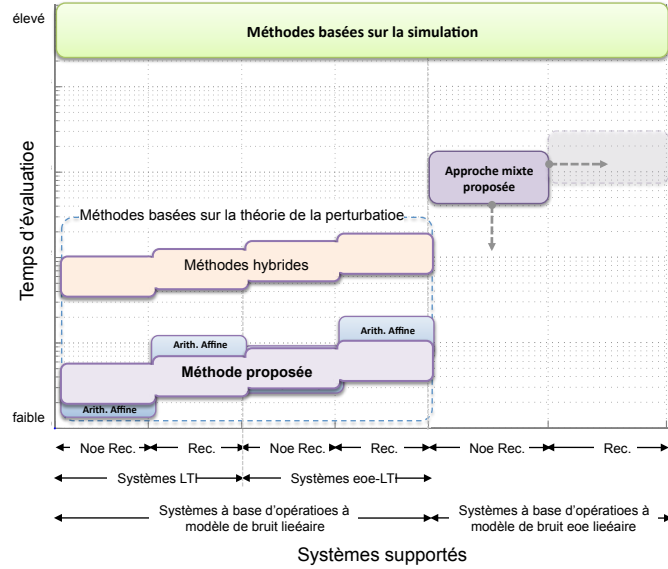 élevé
Méthodes basées sur la simulation
Approche mixte
proposée
Temps d'évaluatioe
Méthodes basées sur la théorie de la perturbatioe
Méthodes hybrides
Arith. Affine
Arith. Affine
Méthode proposée
Arith. Affine
faible
Noe Rec.
Rec.
Noe Rec.
Rec.
Noe Rec.
Rec.
Systèmes LTI
Systèmes eoe-LTI
Systèmes à base d'opératioes à
modèle de bruit lieéaire
Systèmes à base d'opératioes à
modèle de bruit eoe lieéaire
Systèmes supportés